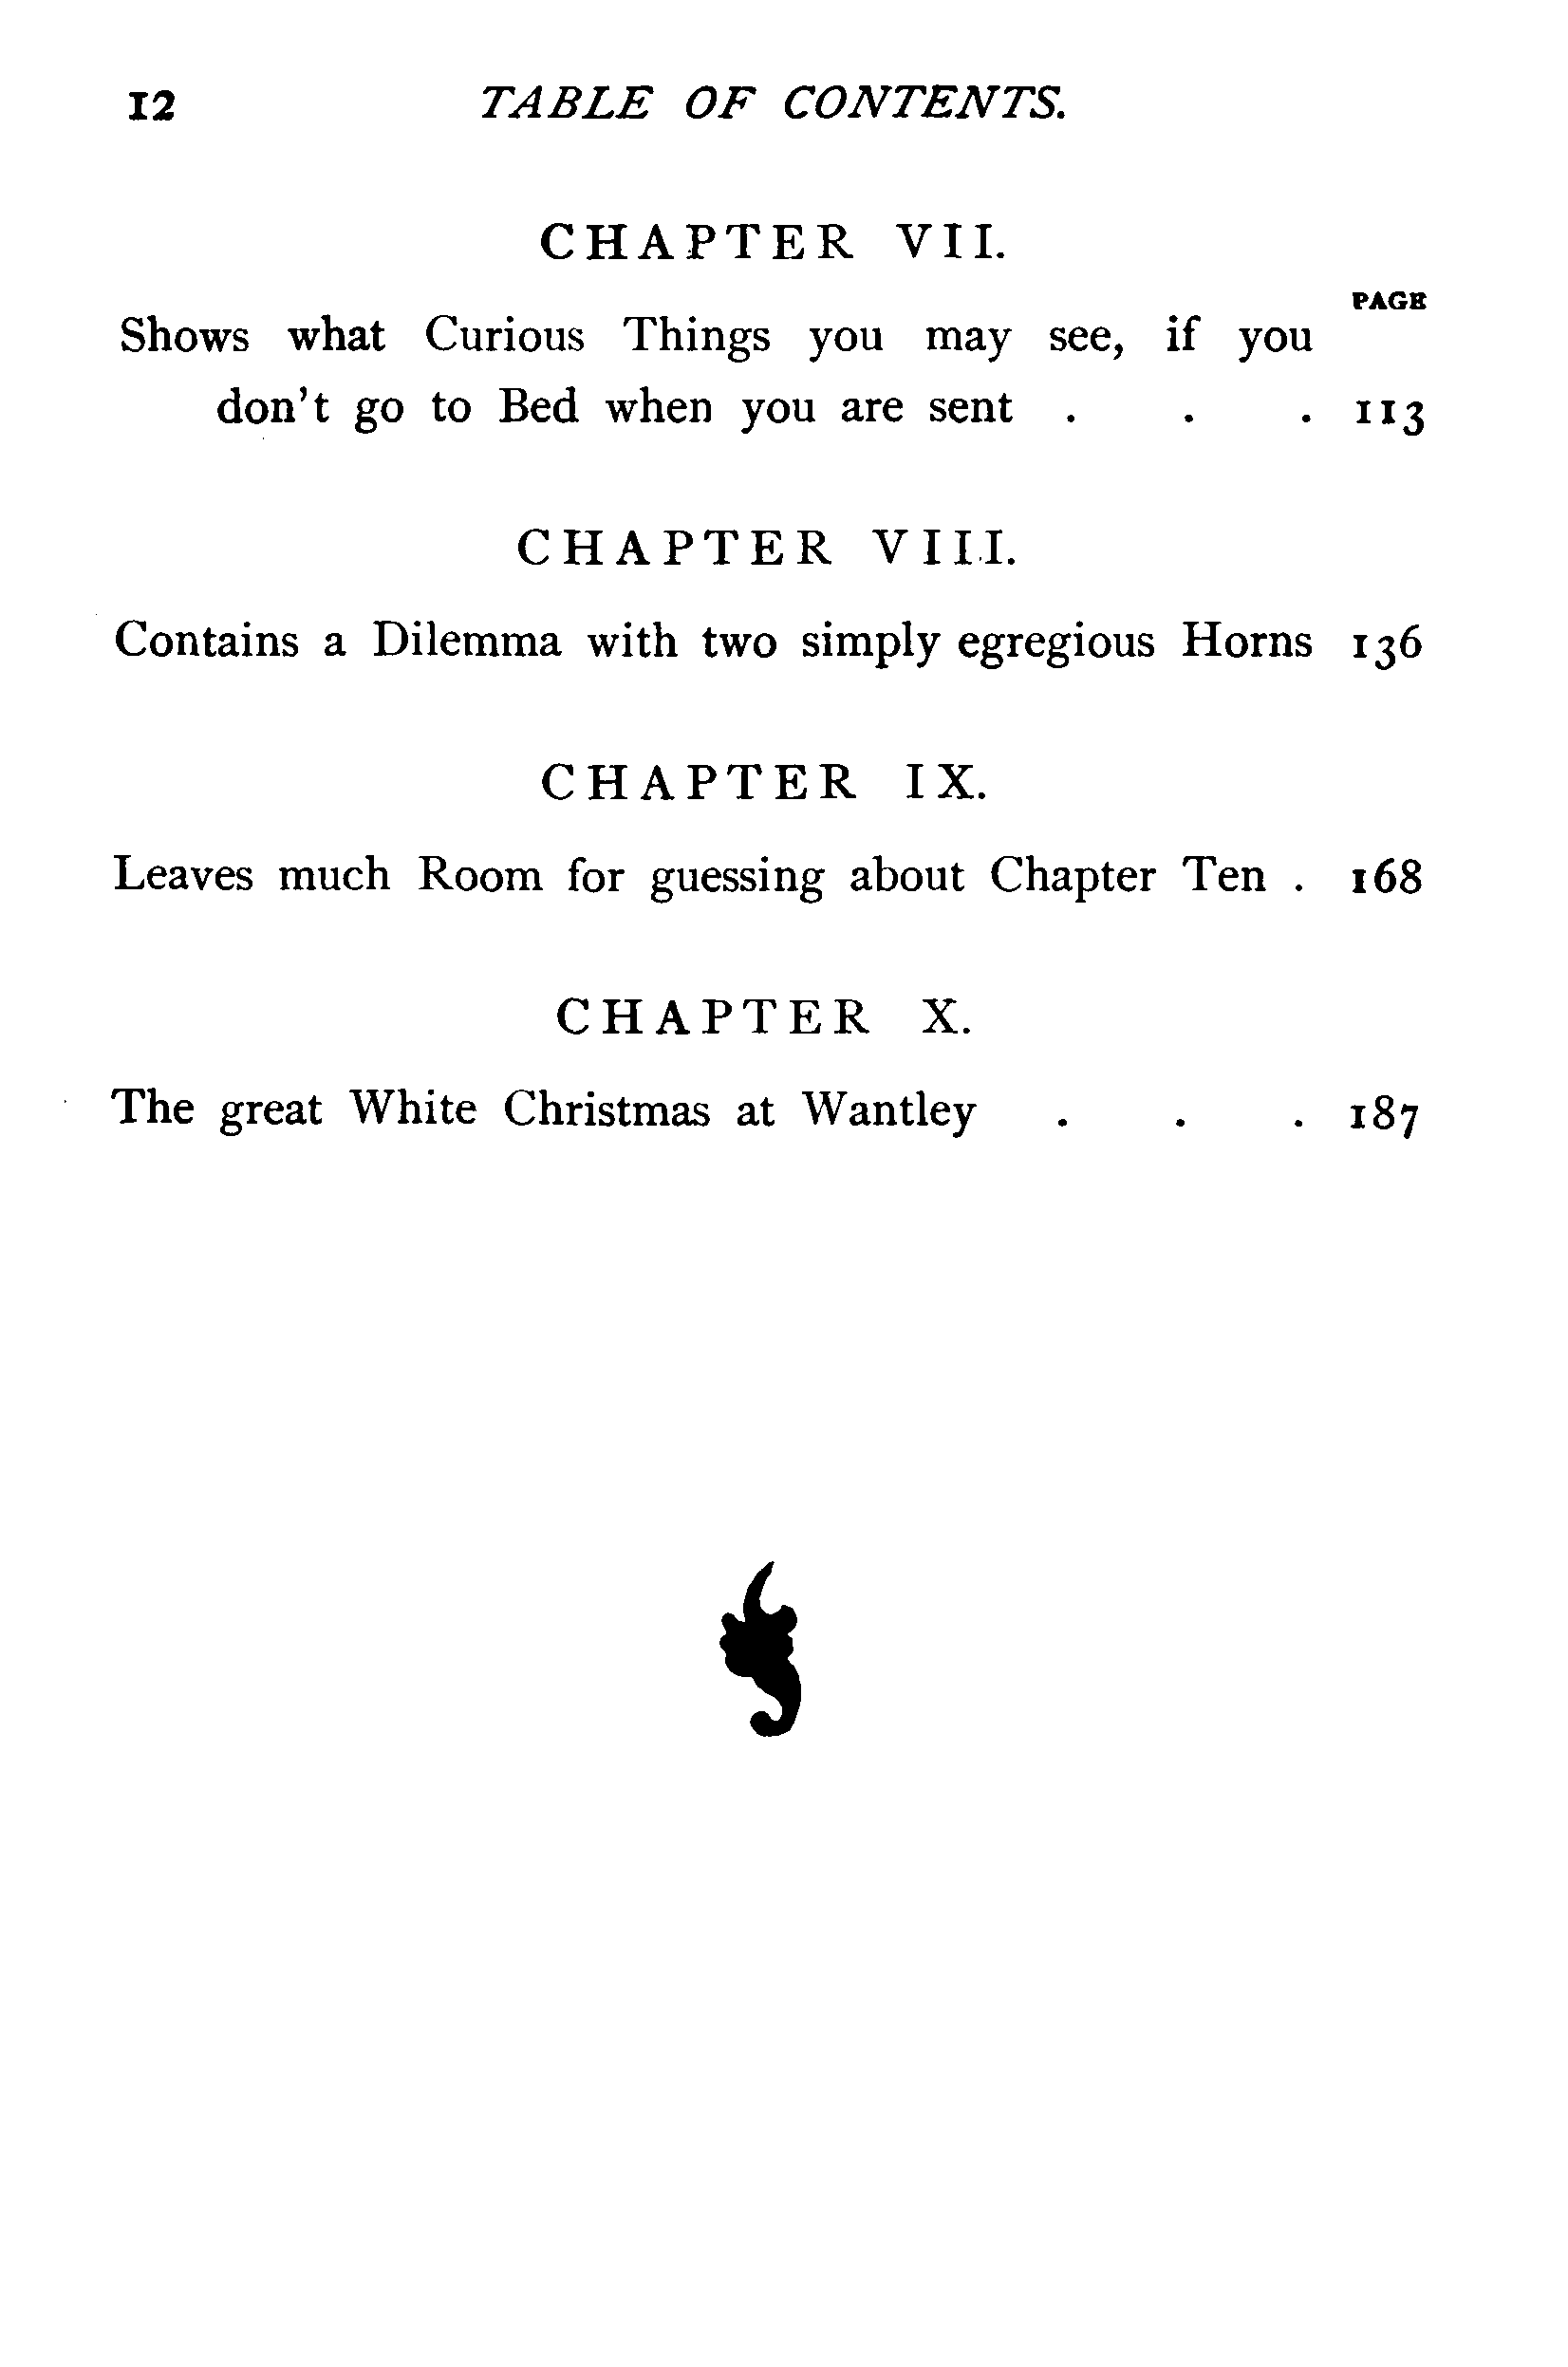 12 TABLE OF CONTENTS.
CHAPTER VII.
PAGE
Shows what Curious Things you may see, if you
don't go to Bed when you are sent . . . 113
CHAPTER VIII.
Contains a Dilemma with two simply egregious Horns 136
CHAPTER IX.
Leaves much Room for guessing about Chapter Ten . 168
CHAPTER X.
The great White Christmas at Wantley . . . 187